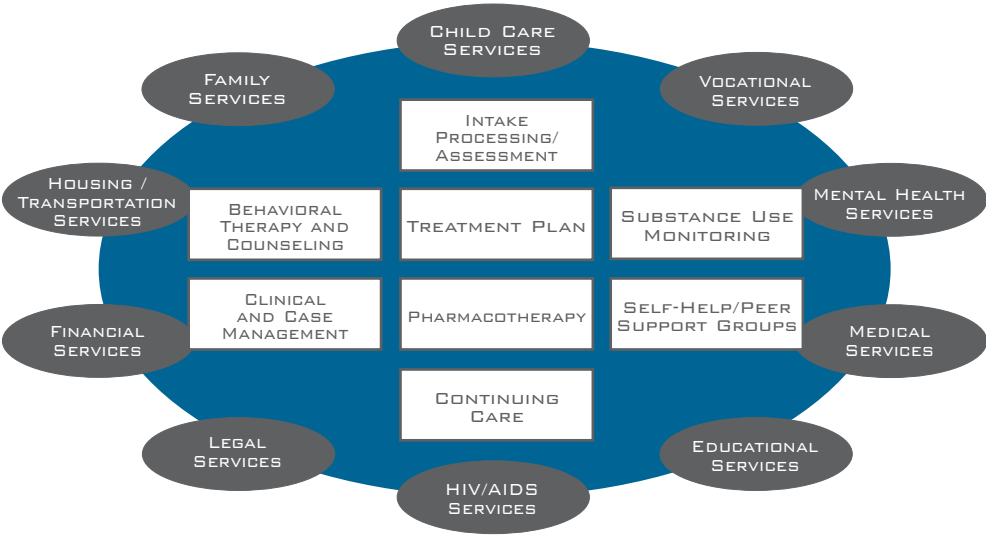 Child Care
Services
Family
Services
Vocational
Services
Intake
Processing/
Assessment
Housing /
Transportation
Services
Behavioral
Therapy and
Counseling
Treatment Plan
Substance Use
Monitoring
Mental Health
Services
Financial
Services
Clinical
and Case
Management
Pharmacotherapy
Self-Help/Peer
Support Groups
Medical
Services
Continuing
Care
Legal
Services
HIV/AIDS
Services
Educational
Services